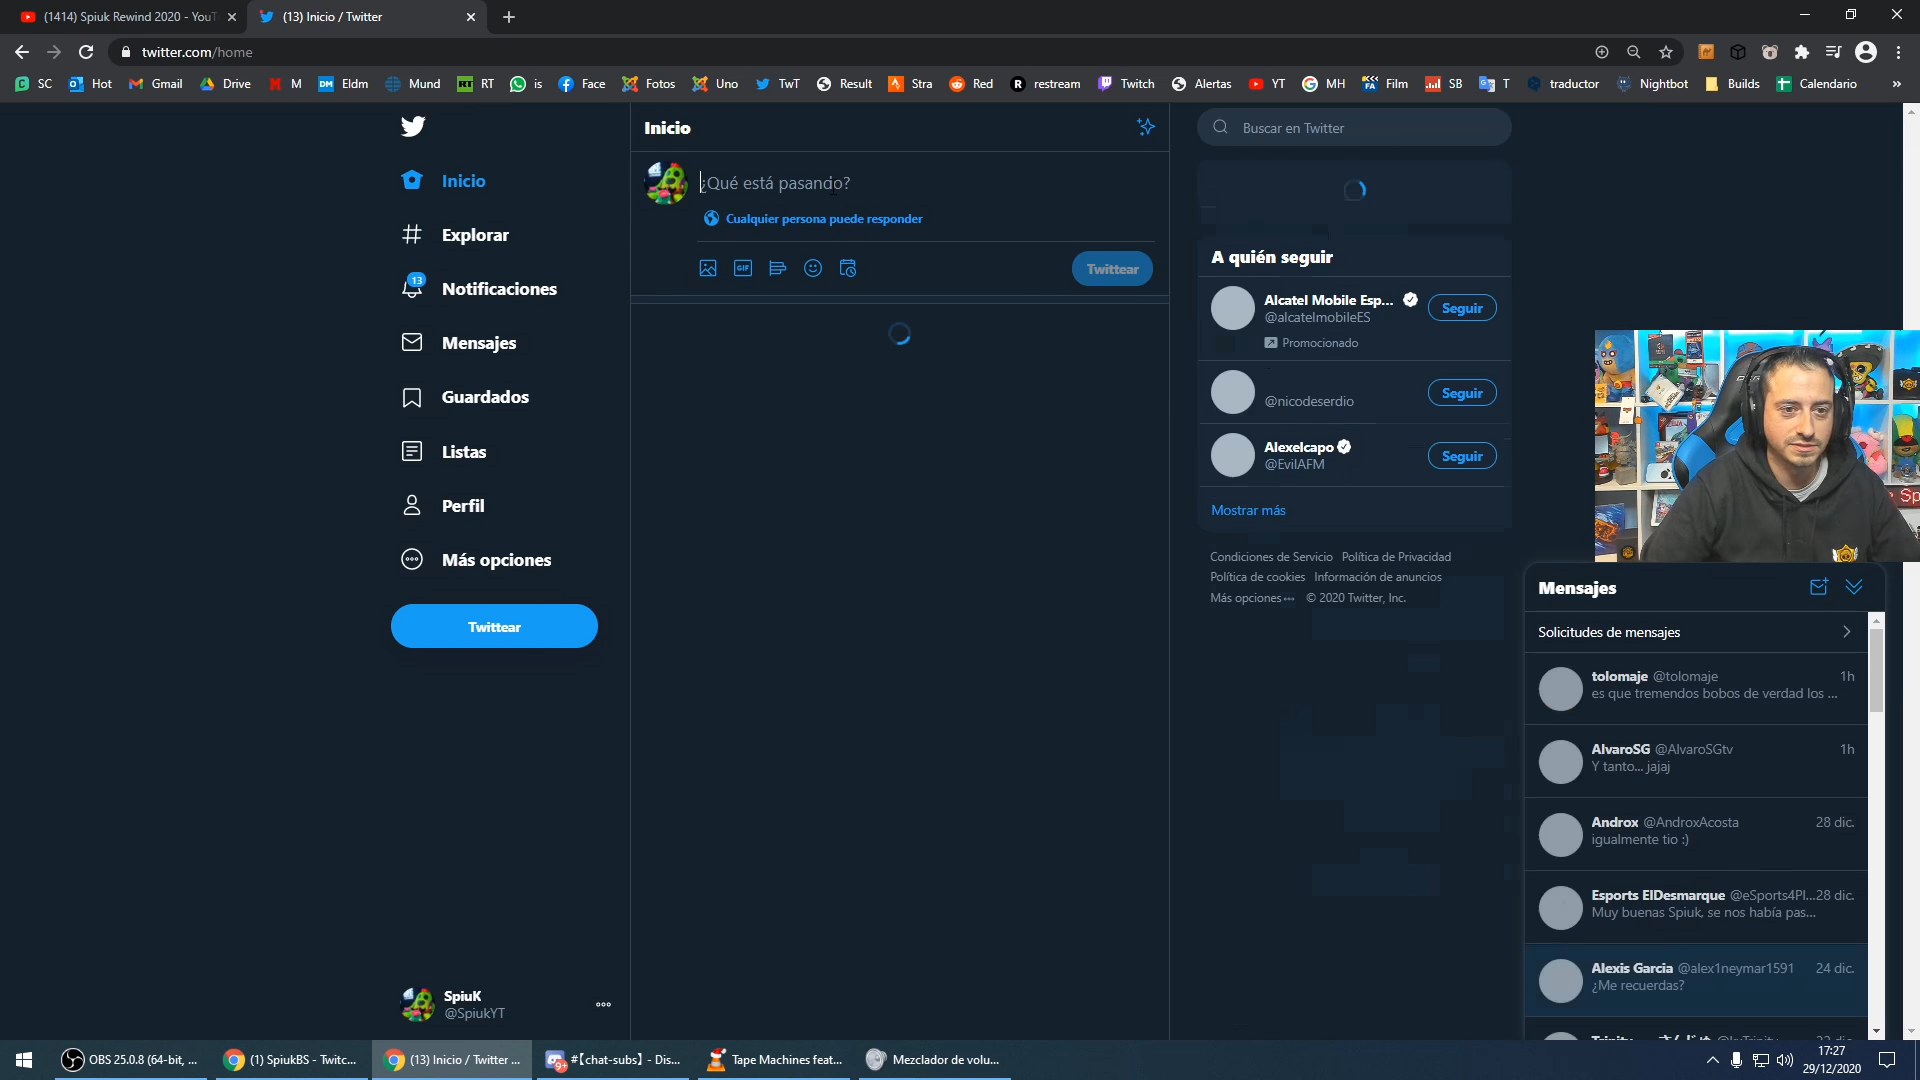 (1414) Spiuk Rewind 2020 - YouT
(13) Inicio / Twitter
twitter.com/home
SC
Hot
Gmail
Drive
M
Eldm
Mund
RT
is
Face
Fotos
Uno
TwT
Result
Stra
Red
restream
Twitch
Alertas
YT
MH
Film
SB
T
traductor
Nightbot
Builds
Calendario
Inicio
Explorar
13
Notificaciones
Mensajes
Guardados
Listas
Perfil
Más opciones
Twittear
SpiuK
@SpiukYT
Inicio
¿Qué está pasando?
Cualquier persona puede responder
GIF
Twittear
Buscar en Twitter
A quién seguir
Alcatel Mobile Esp...
@alcatelmobileES
Promocionado
Seguir
@nicodeserdio
Seguir
Alexelcapo
@EvilAFM
Seguir
Mostrar más
Condiciones de Servicio Política de Privacidad
Política de cookies Información de anuncios
Más opciones © 2020 Twitter, Inc.
Sp
Mensajes
Solicitudes de mensajes
tolomaje @tolomaje 1h
es que tremendos bobos de verdad los ...
AlvaroSG @AlvaroSGtv 1h
Y tanto... jajaj
Androx @AndroxAcosta 28 dic.
igualmente tio :)
Esports ElDesmarque @eSports4Pl... 28 dic.
Muy buenas Spiuk, se nos había pas...
Alexis Garcia @alex1neymar1591 24 dic.
¿Me recuerdas?
OBS 25.0.8 (64-bit, ...
(1) SpiukBS - Twitc...
(13) Inicio / Twitter ...
9+
#【chat-subs】 - Dis...
Tape Machines feat...
Mezclador de volu...
17:27
29/12/2020